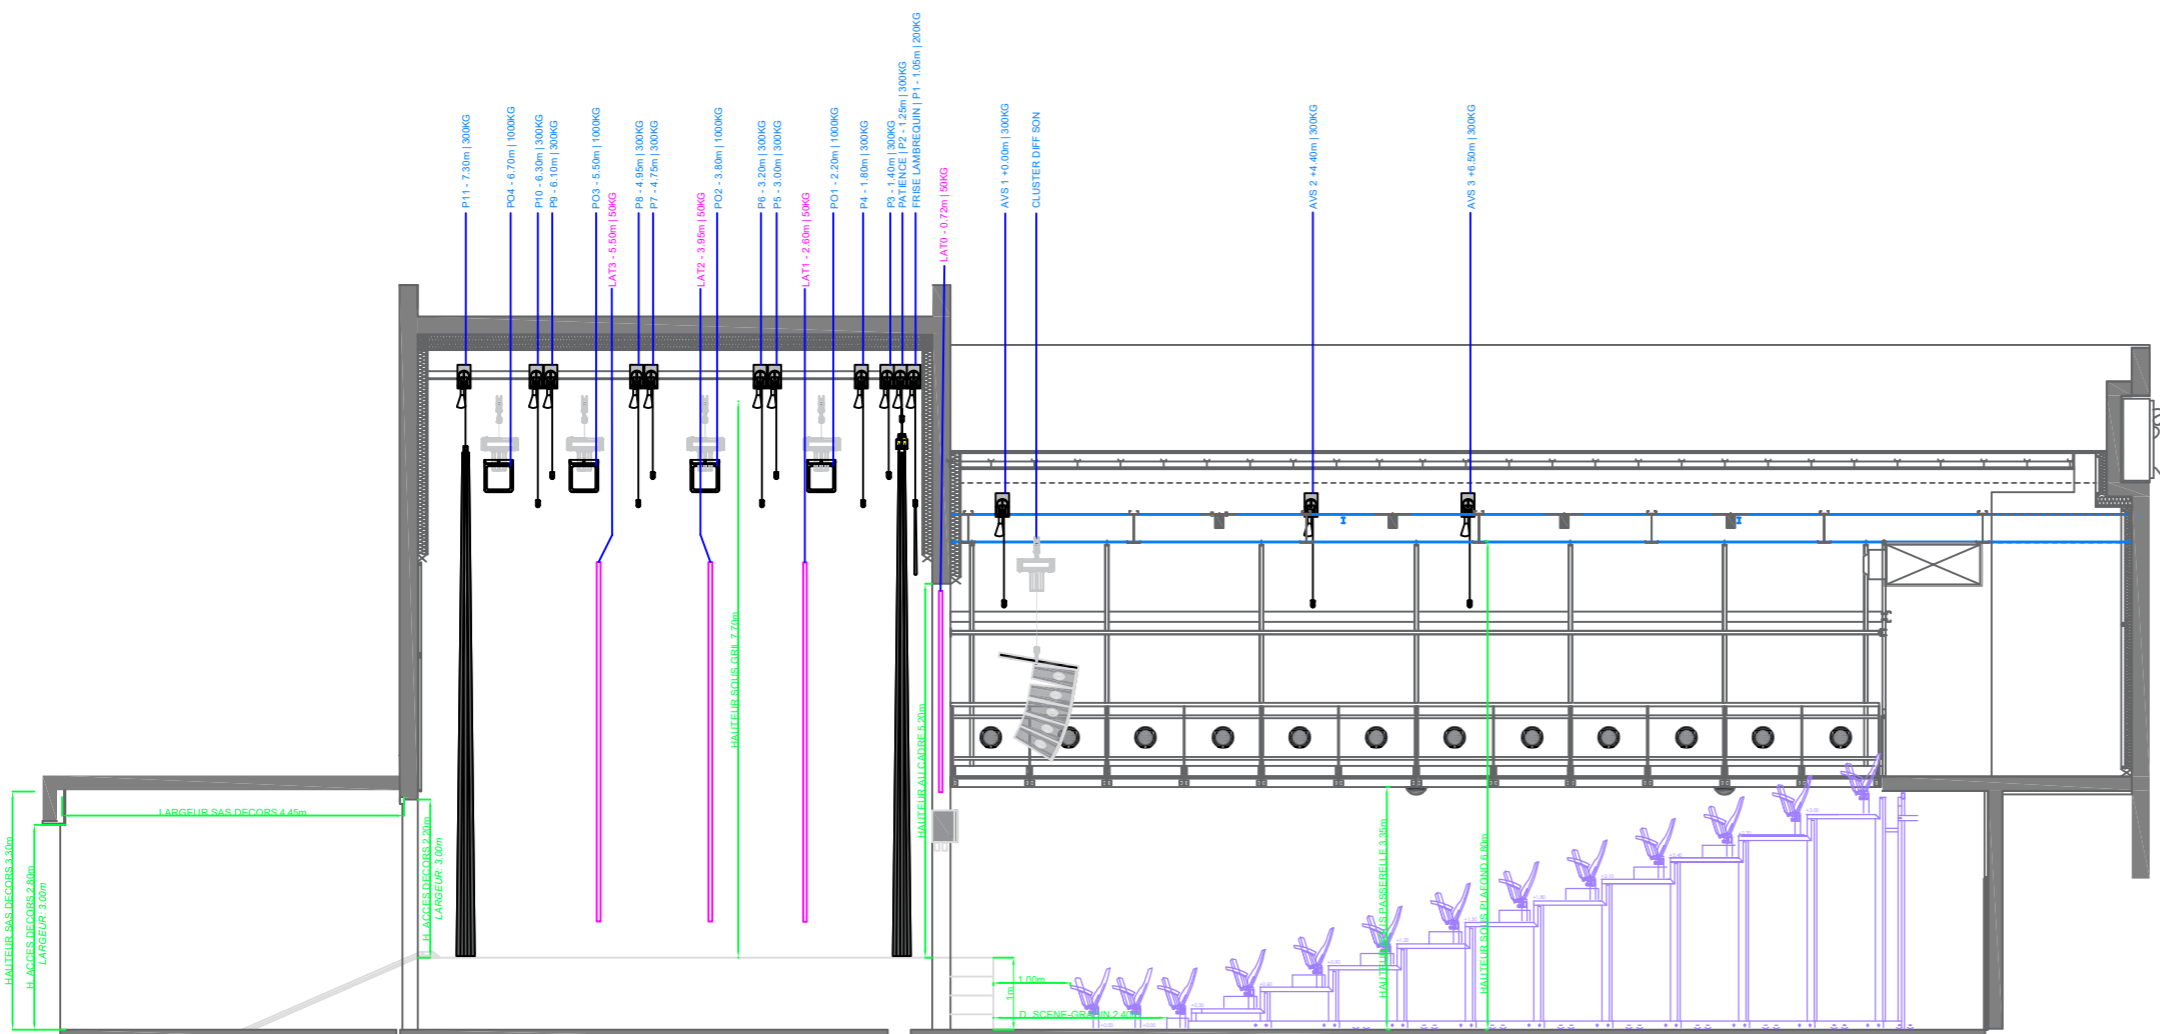 P11 - 7.30m | 300KG
PO4 - 6.70m | 1000KG
P10 - 6.30m | 300KG
P9 - 6.10m | 300KG
PO3 - 5.50m | 1000KG
LAT3 - 5.50m | 50KG
P8 - 4.95m | 300KG
P7 - 4.75m | 300KG
LAT2 - 3.95m | 50KG
PO2 - 3.80m | 1000KG
P6 - 3.20m | 300KG
P5 - 3.00m | 300KG
LAT1 - 2.60m | 50KG
PO1 - 2.20m | 1000KG
P4 - 1.80m | 300KG
P3 - 1.40m | 300KG
PATIENCE | P2 - 1.25m | 300KG
FRISE LAMBREQUIN | P1 - 1.05m | 200KG
LAT0 - 0.72m | 50KG
AVS 1 +0.00m | 300KG
CLUSTER DIFF SON
AVS 2 +4.40m | 300KG
AVS 3 +6.50m | 300KG
HAUTEUR SAS DECORS 3.30m
H. ACCES DECORS 2.80m
LARGEUR: 3.00m
LARGEUR SAS DECORS 4.45m
H. ACCES DECORS 2.20m
LARGEUR: 3.00m
HAUTEUR SOUS GRIL 7.70m
HAUTEUR AU CADRE 5.20m
1m
1.00m
D. SCENE-GRADIN 2.40m
HAUTEUR SOUS PASSERELLE 3.35m
HAUTEUR SOUS PLAFOND 6.80m